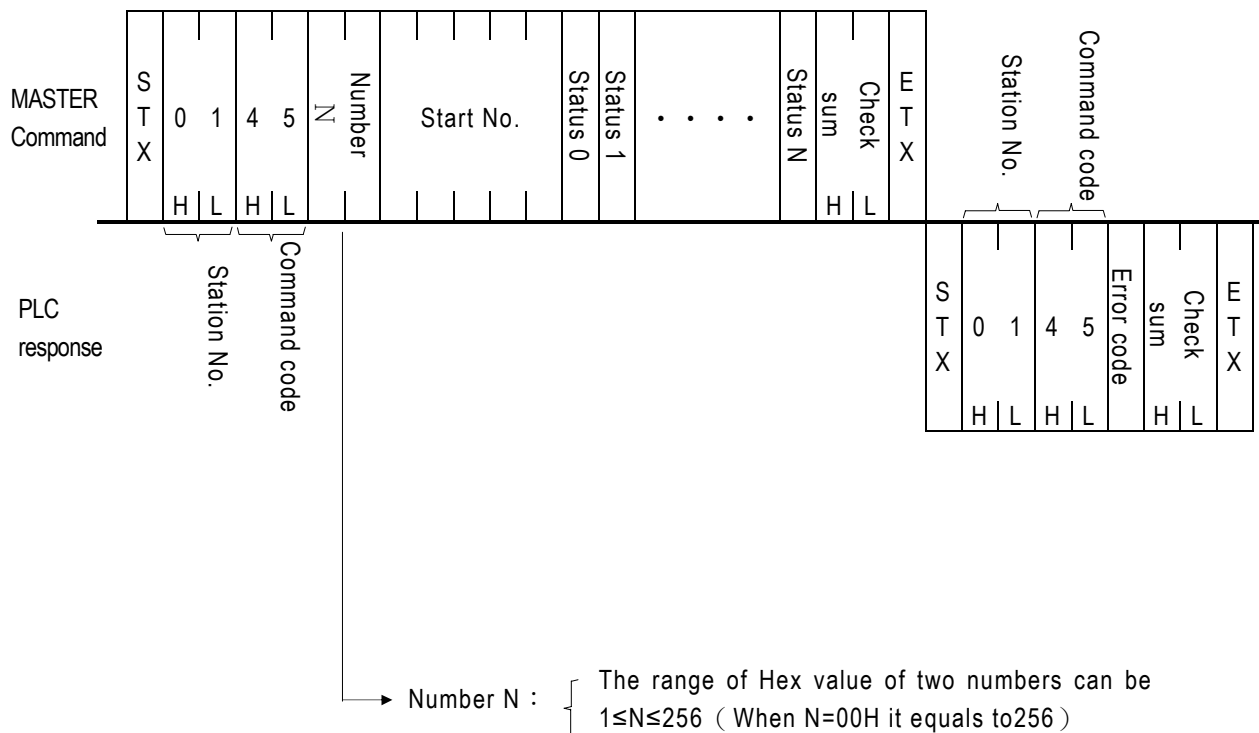 MASTER
Command
S
T
X
0 1
H L
4 5
H L
Number
N
Start No.
Status 0
Status 1
· · · ·
Status N
Check
sum
H L
E
T
X
Station No.
Command code
Station No.
Command code
PLC
response
S
T
X
0 1
H L
4 5
H L
Error code
Check
sum
H L
E
T
X
Number N :
The range of Hex value of two numbers can be
1≤N≤256 ( When N=00H it equals to256 )